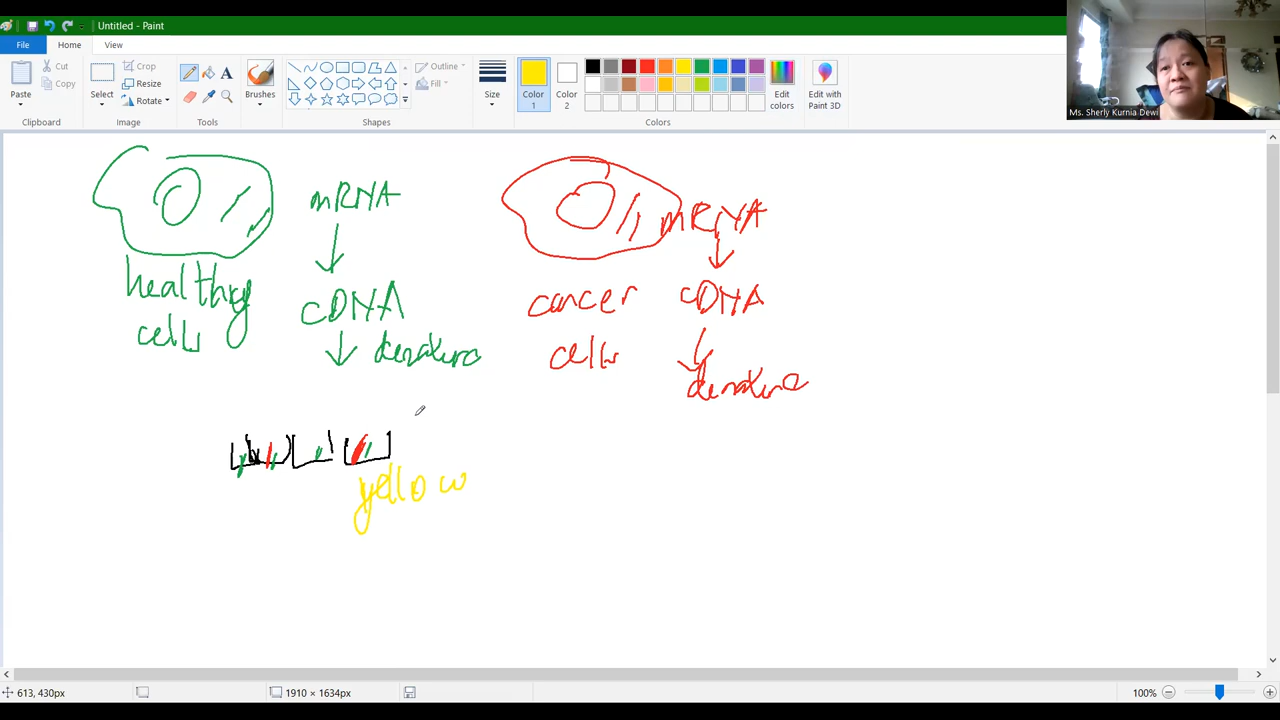 Untitled - Paint
File Home View
Paste
Cut
Copy
Clipboard
Select
Crop
Resize
Rotate
Image
Tools
Brushes
Shapes
Outline
Fill
Size
Color 1
Color 2
Colors
Edit colors
Edit with Paint 3D
Ms. Sherly Kurnia Dewi
mRNA
cDNA
denature
healthy
cells
mRNA
cDNA
denature
cancer
cells
yellow
613, 430px
1910 × 1634px
100%